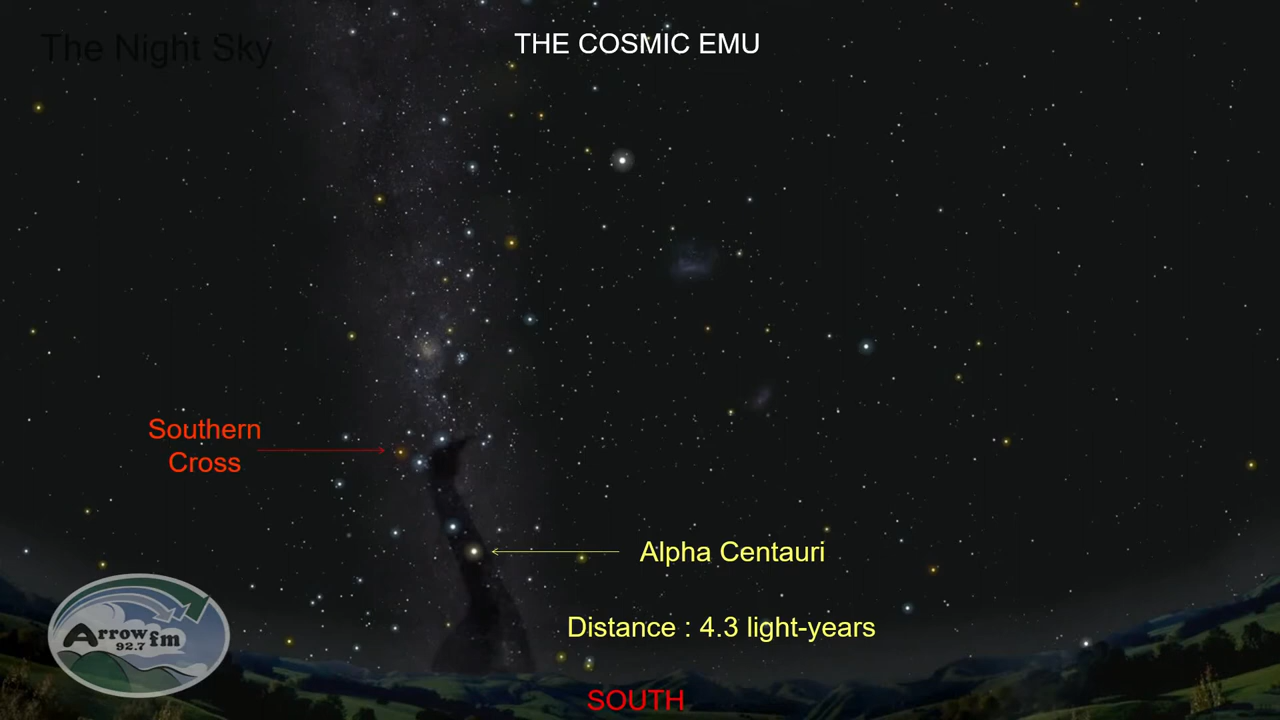 The Night Sky
THE COSMIC EMU
Southern
Cross
Alpha Centauri
Distance : 4.3 light-years
Arrow fm
92.7
SOUTH